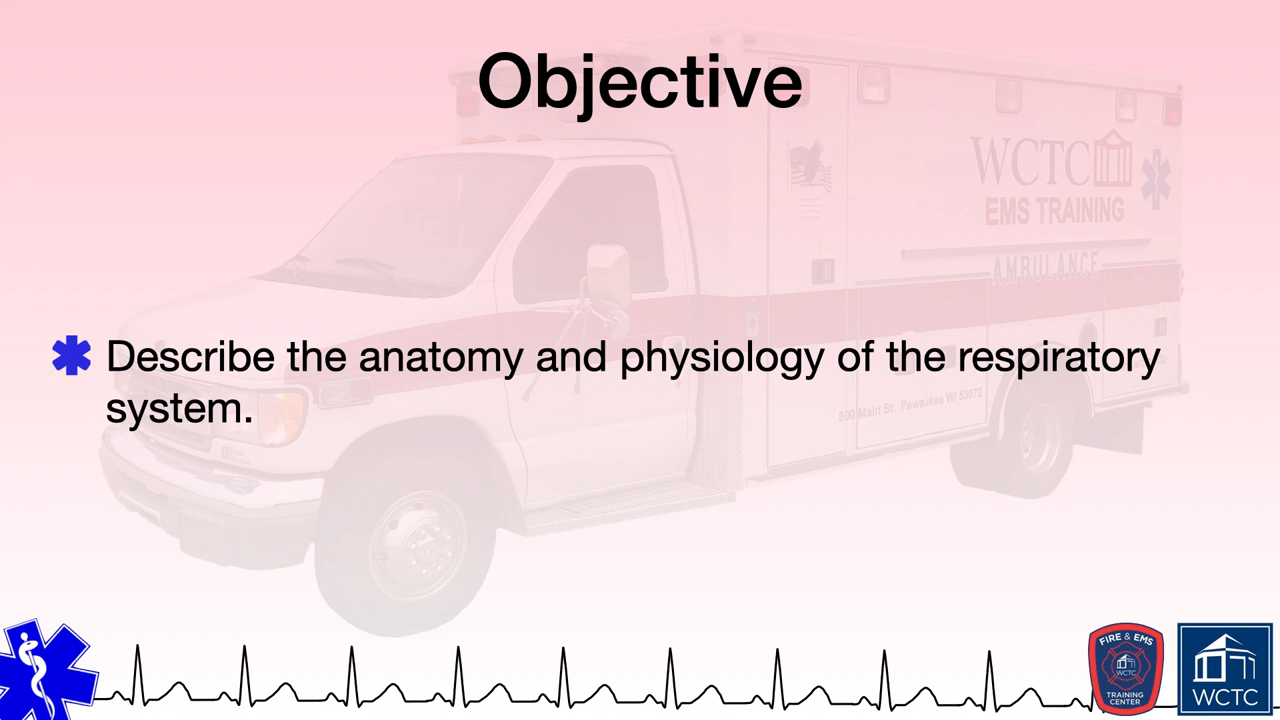 Objective
WCTC
EMS TRAINING
AMBULANCE
Describe the anatomy and physiology of the respiratory
system.
800 Main St. Pewaukee WI 53072
FIRE & EMS
WCTC
TRAINING
CENTER
WCTC